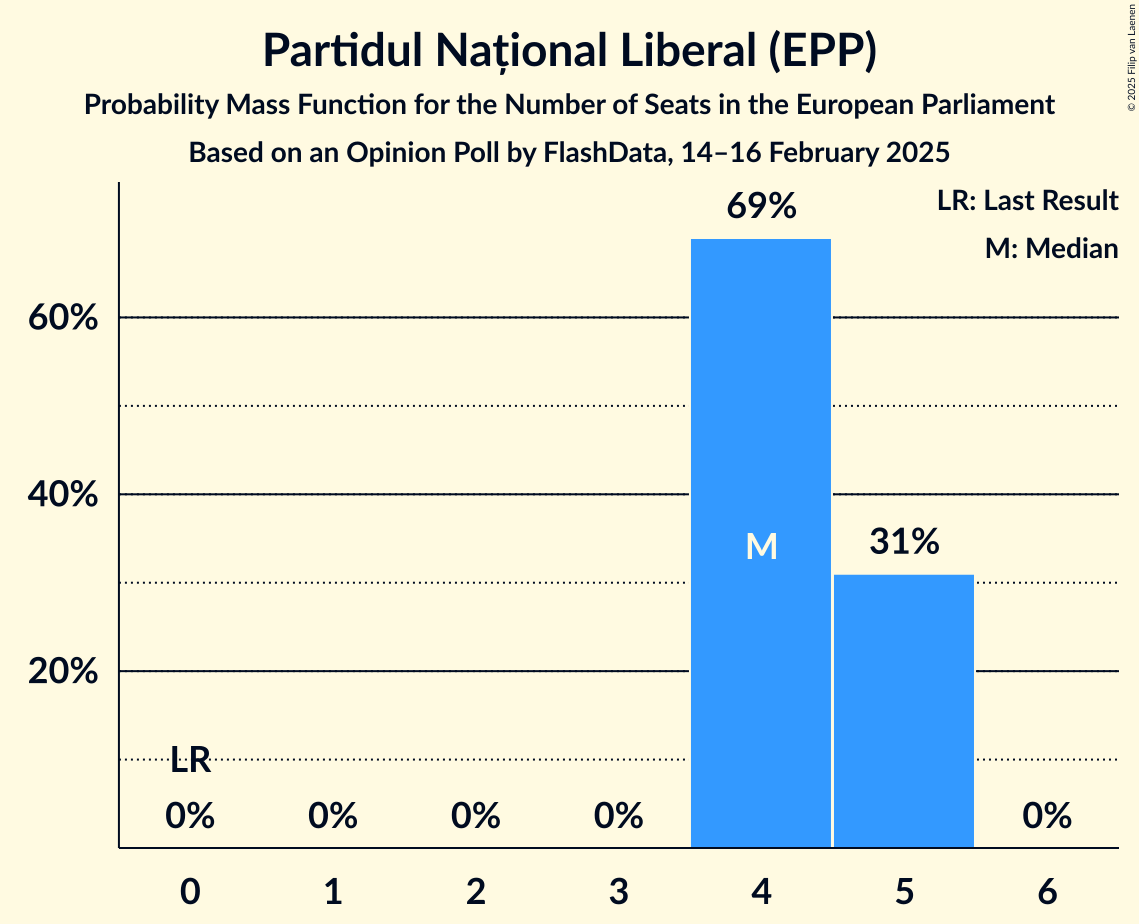 Partidul Național Liberal (EPP)
Probability Mass Function for the Number of Seats in the European Parliament
Based on an Opinion Poll by FlashData, 14–16 February 2025
© 2025 Filip van Laenen
LR: Last Result
M: Median
69%
60%
40%
M
31%
20%
LR
0% 0% 0% 0% 0%
0 1 2 3 4 5 6